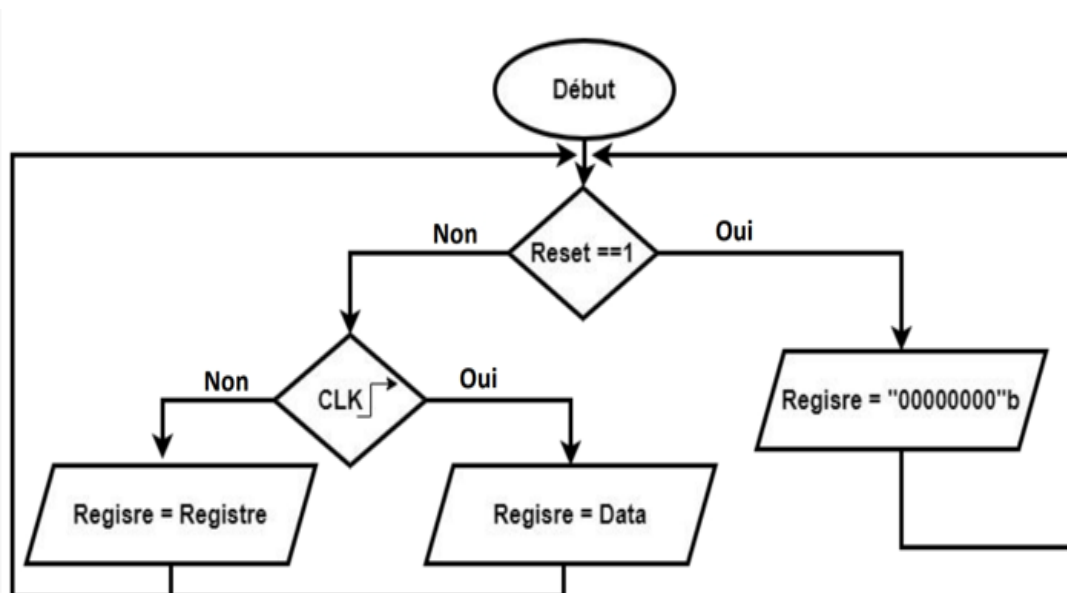 Début
Non
Oui
Reset ==1
Non
CLK
Oui
Regisre = "00000000"b
Regisre = Registre
Regisre = Data